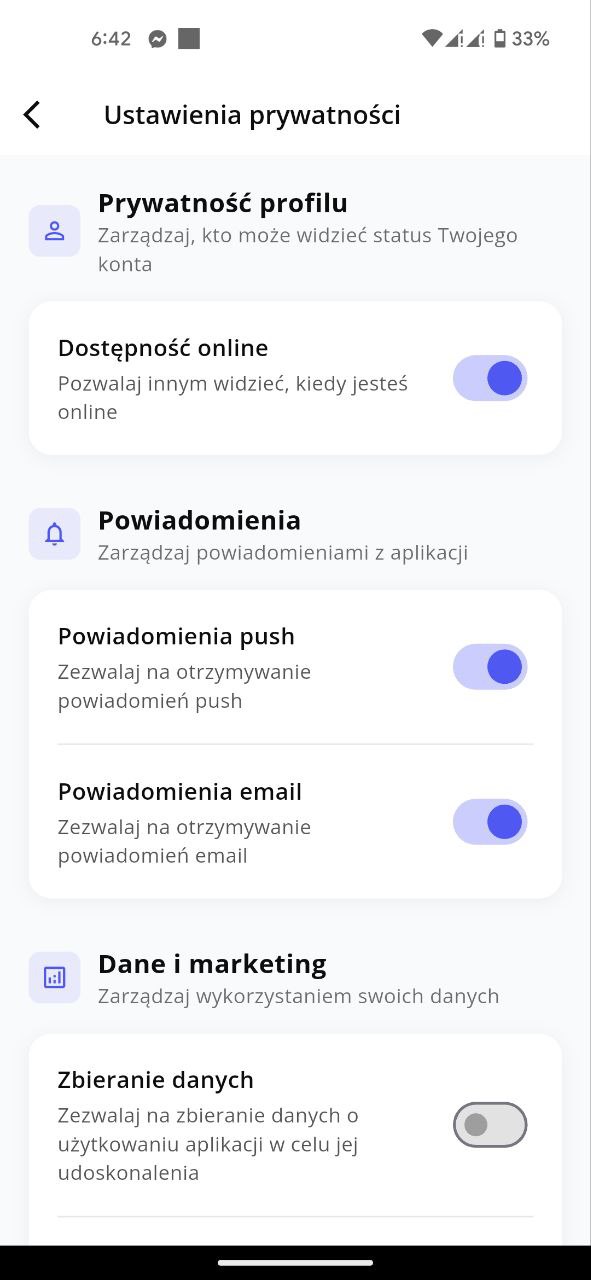 6:42
33%
Ustawienia prywatności
Prywatność profilu
Zarządzaj, kto może widzieć status Twojego
konta
Dostępność online
Pozwalaj innym widzieć, kiedy jesteś
online
Powiadomienia
Zarządzaj powiadomieniami z aplikacji
Powiadomienia push
Zezwalaj na otrzymywanie
powiadomień push
Powiadomienia email
Zezwalaj na otrzymywanie
powiadomień email
Dane i marketing
Zarządzaj wykorzystaniem swoich danych
Zbieranie danych
Zezwalaj na zbieranie danych o
użytkowaniu aplikacji w celu jej
udoskonalenia